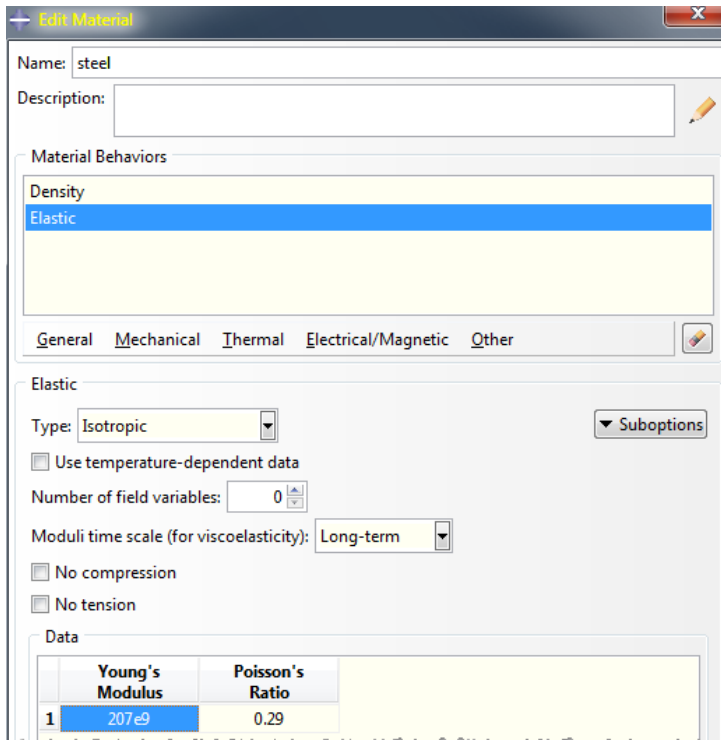 Edit Material
X
Name: steel
Description:
Material Behaviors
Density
Elastic
General Mechanical Thermal Electrical/Magnetic Other
Elastic
Type: Isotropic
Suboptions
Use temperature-dependent data
Number of field variables: 0
Moduli time scale (for viscoelasticity): Long-term
No compression
No tension
Data
Young's Modulus
Poisson's Ratio
1 207e9 0.29